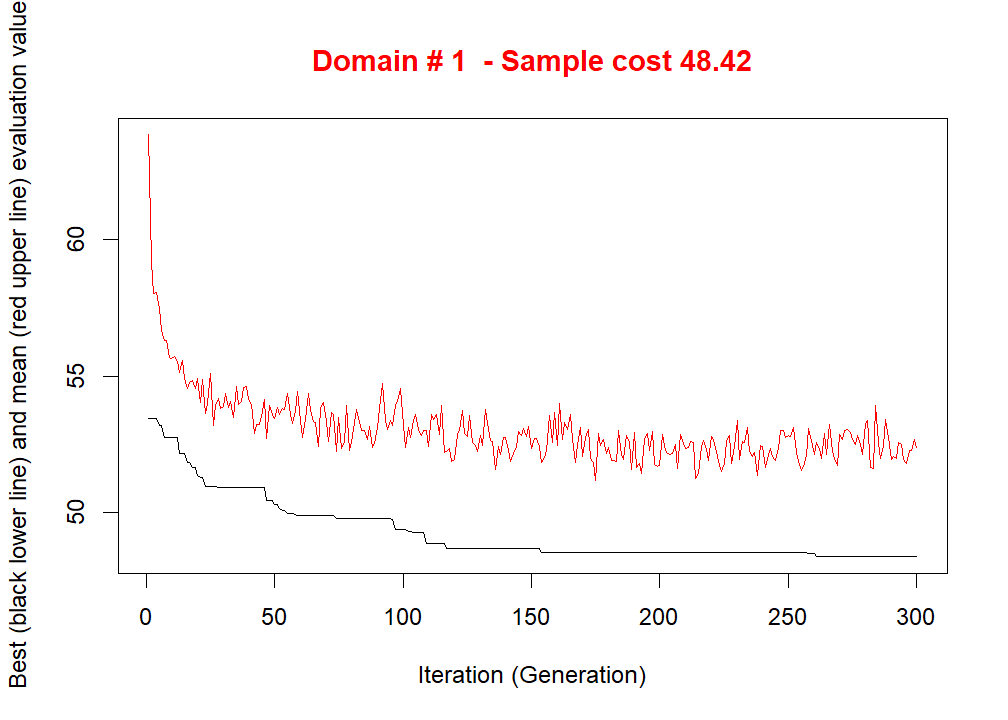 Domain # 1  - Sample cost 48.42
Best (black lower line) and mean (red upper line) evaluation value
60
55
50
0 50 100 150 200 250 300
Iteration (Generation)